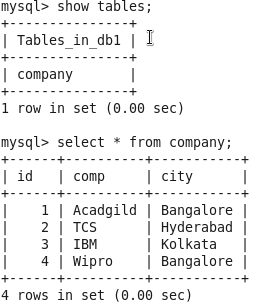 mysql> show tables;
+---------------+
| Tables_in_db1 |
+---------------+
| company       |
+---------------+
1 row in set (0.00 sec)

mysql> select * from company;
+------+----------+-----------+
| id   | comp     | city      |
+------+----------+-----------+
|    1 | Acadgild | Bangalore |
|    2 | TCS      | Hyderabad |
|    3 | IBM      | Kolkata   |
|    4 | Wipro    | Bangalore |
+------+----------+-----------+
4 rows in set (0.00 sec)